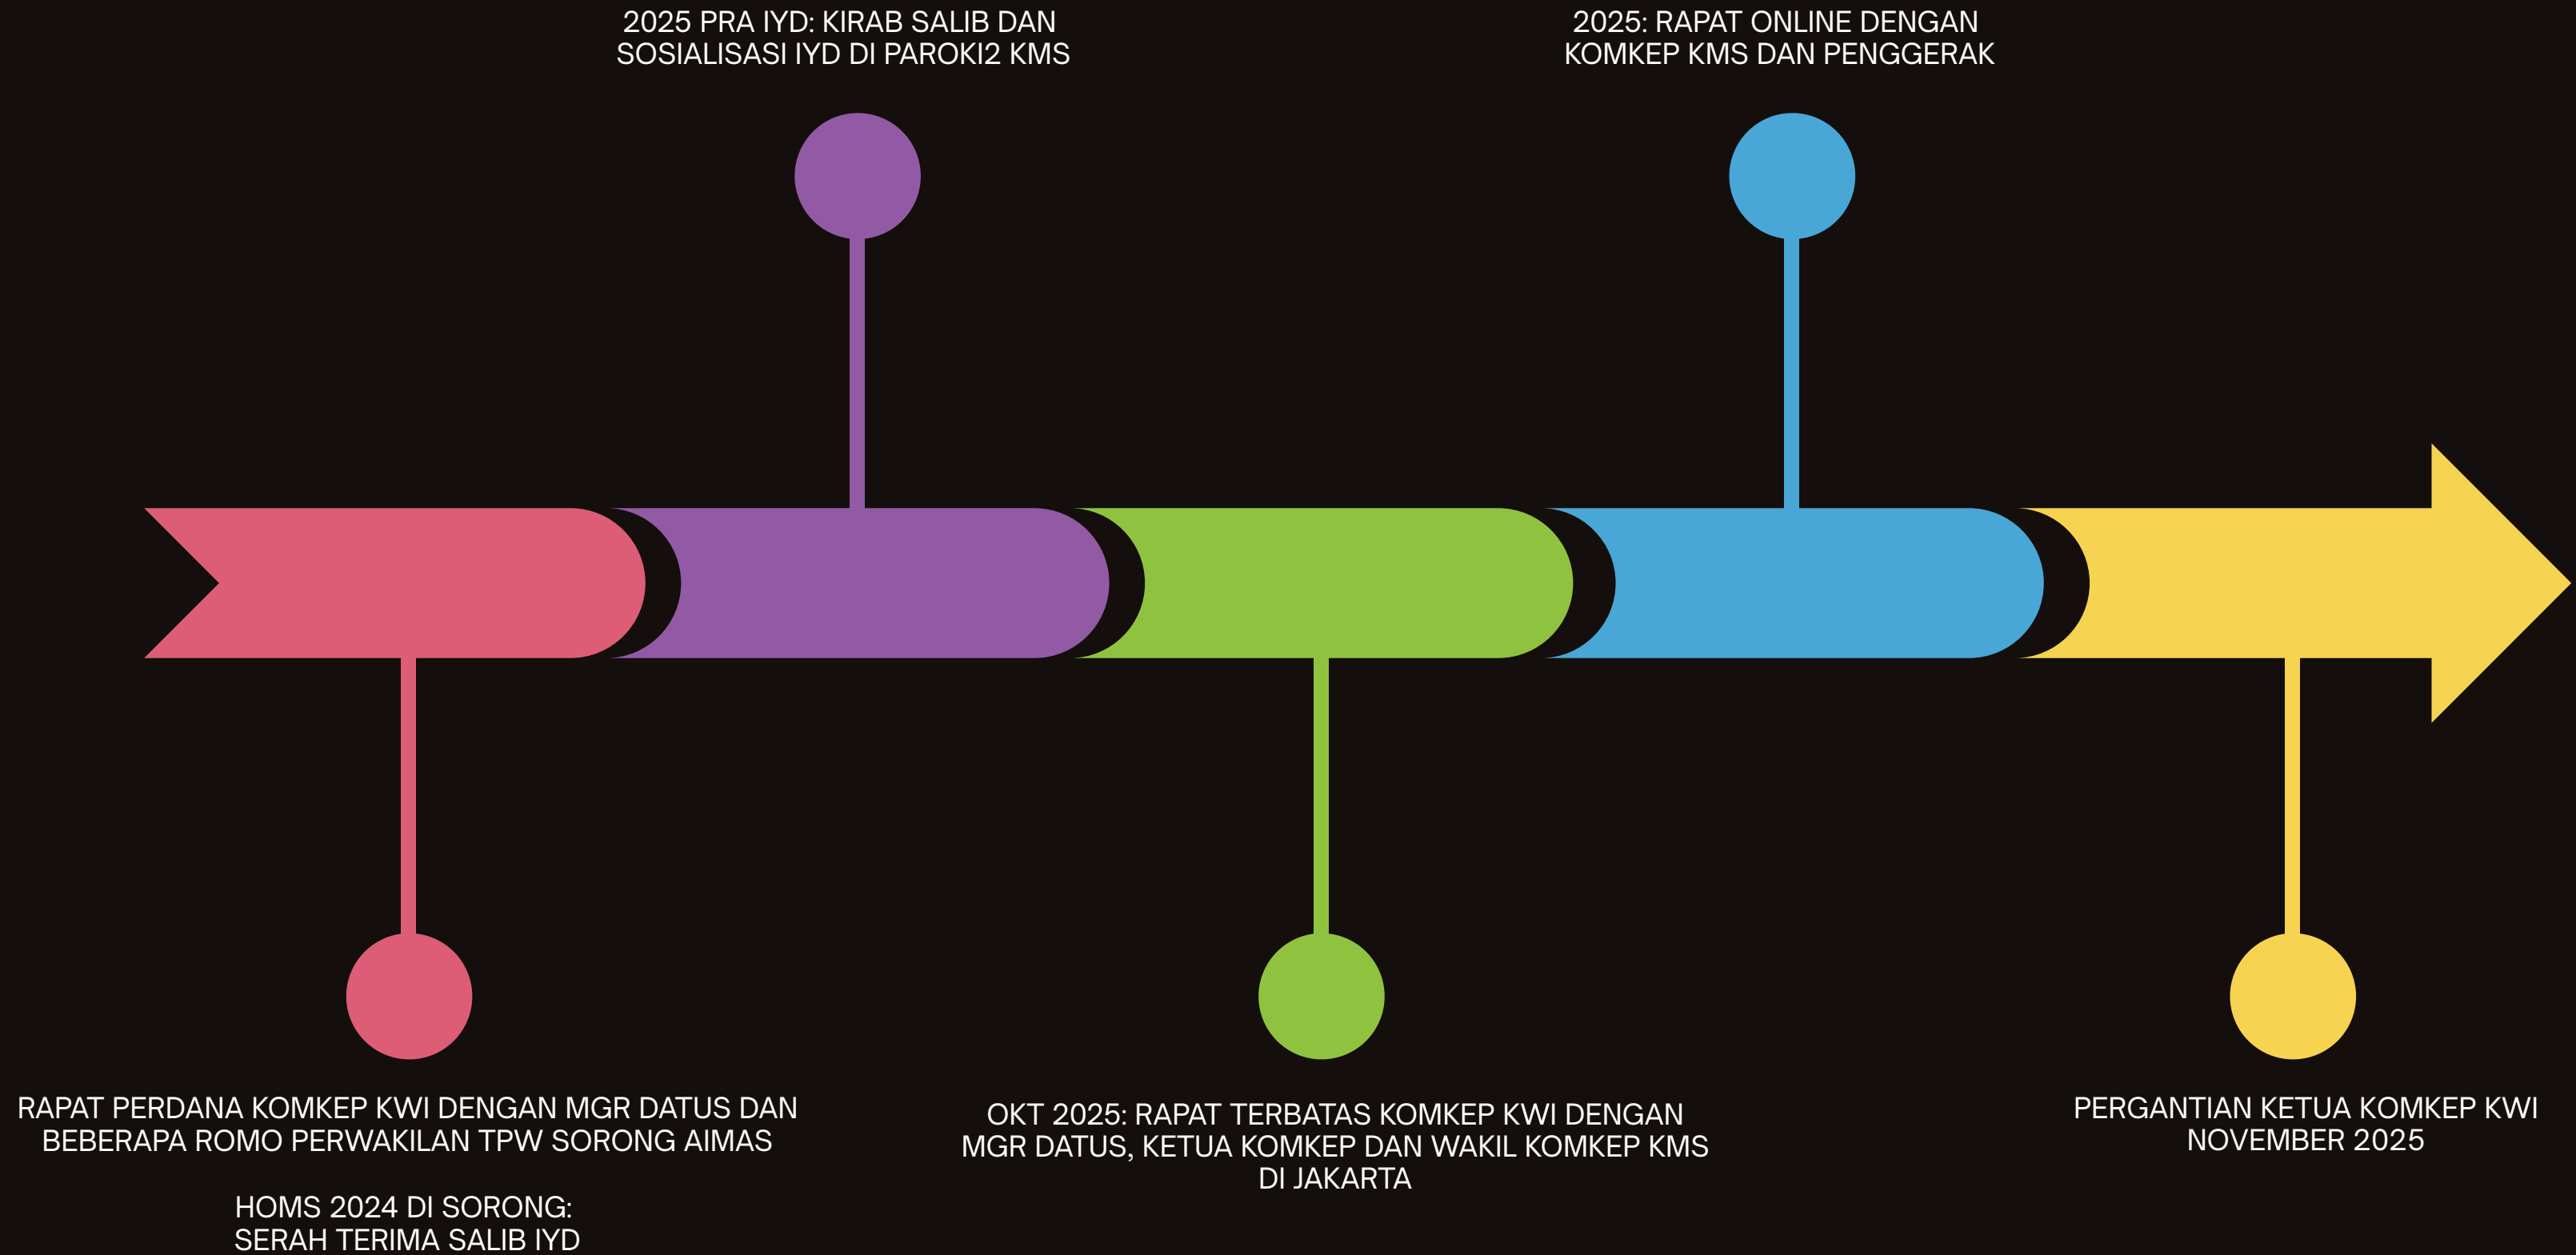 2025 PRA IYD: KIRAB SALIB DAN
SOSIALISASI IYD DI PAROKI2 KMS
2025: RAPAT ONLINE DENGAN
KOMKEP KMS DAN PENGGERAK
RAPAT PERDANA KOMKEP KWI DENGAN MGR DATUS DAN
BEBERAPA ROMO PERWAKILAN TPW SORONG AIMAS
HOMS 2024 DI SORONG:
SERAH TERIMA SALIB IYD
OKT 2025: RAPAT TERBATAS KOMKEP KWI DENGAN
MGR DATUS, KETUA KOMKEP DAN WAKIL KOMKEP KMS
DI JAKARTA
PERGANTIAN KETUA KOMKEP KWI
NOVEMBER 2025